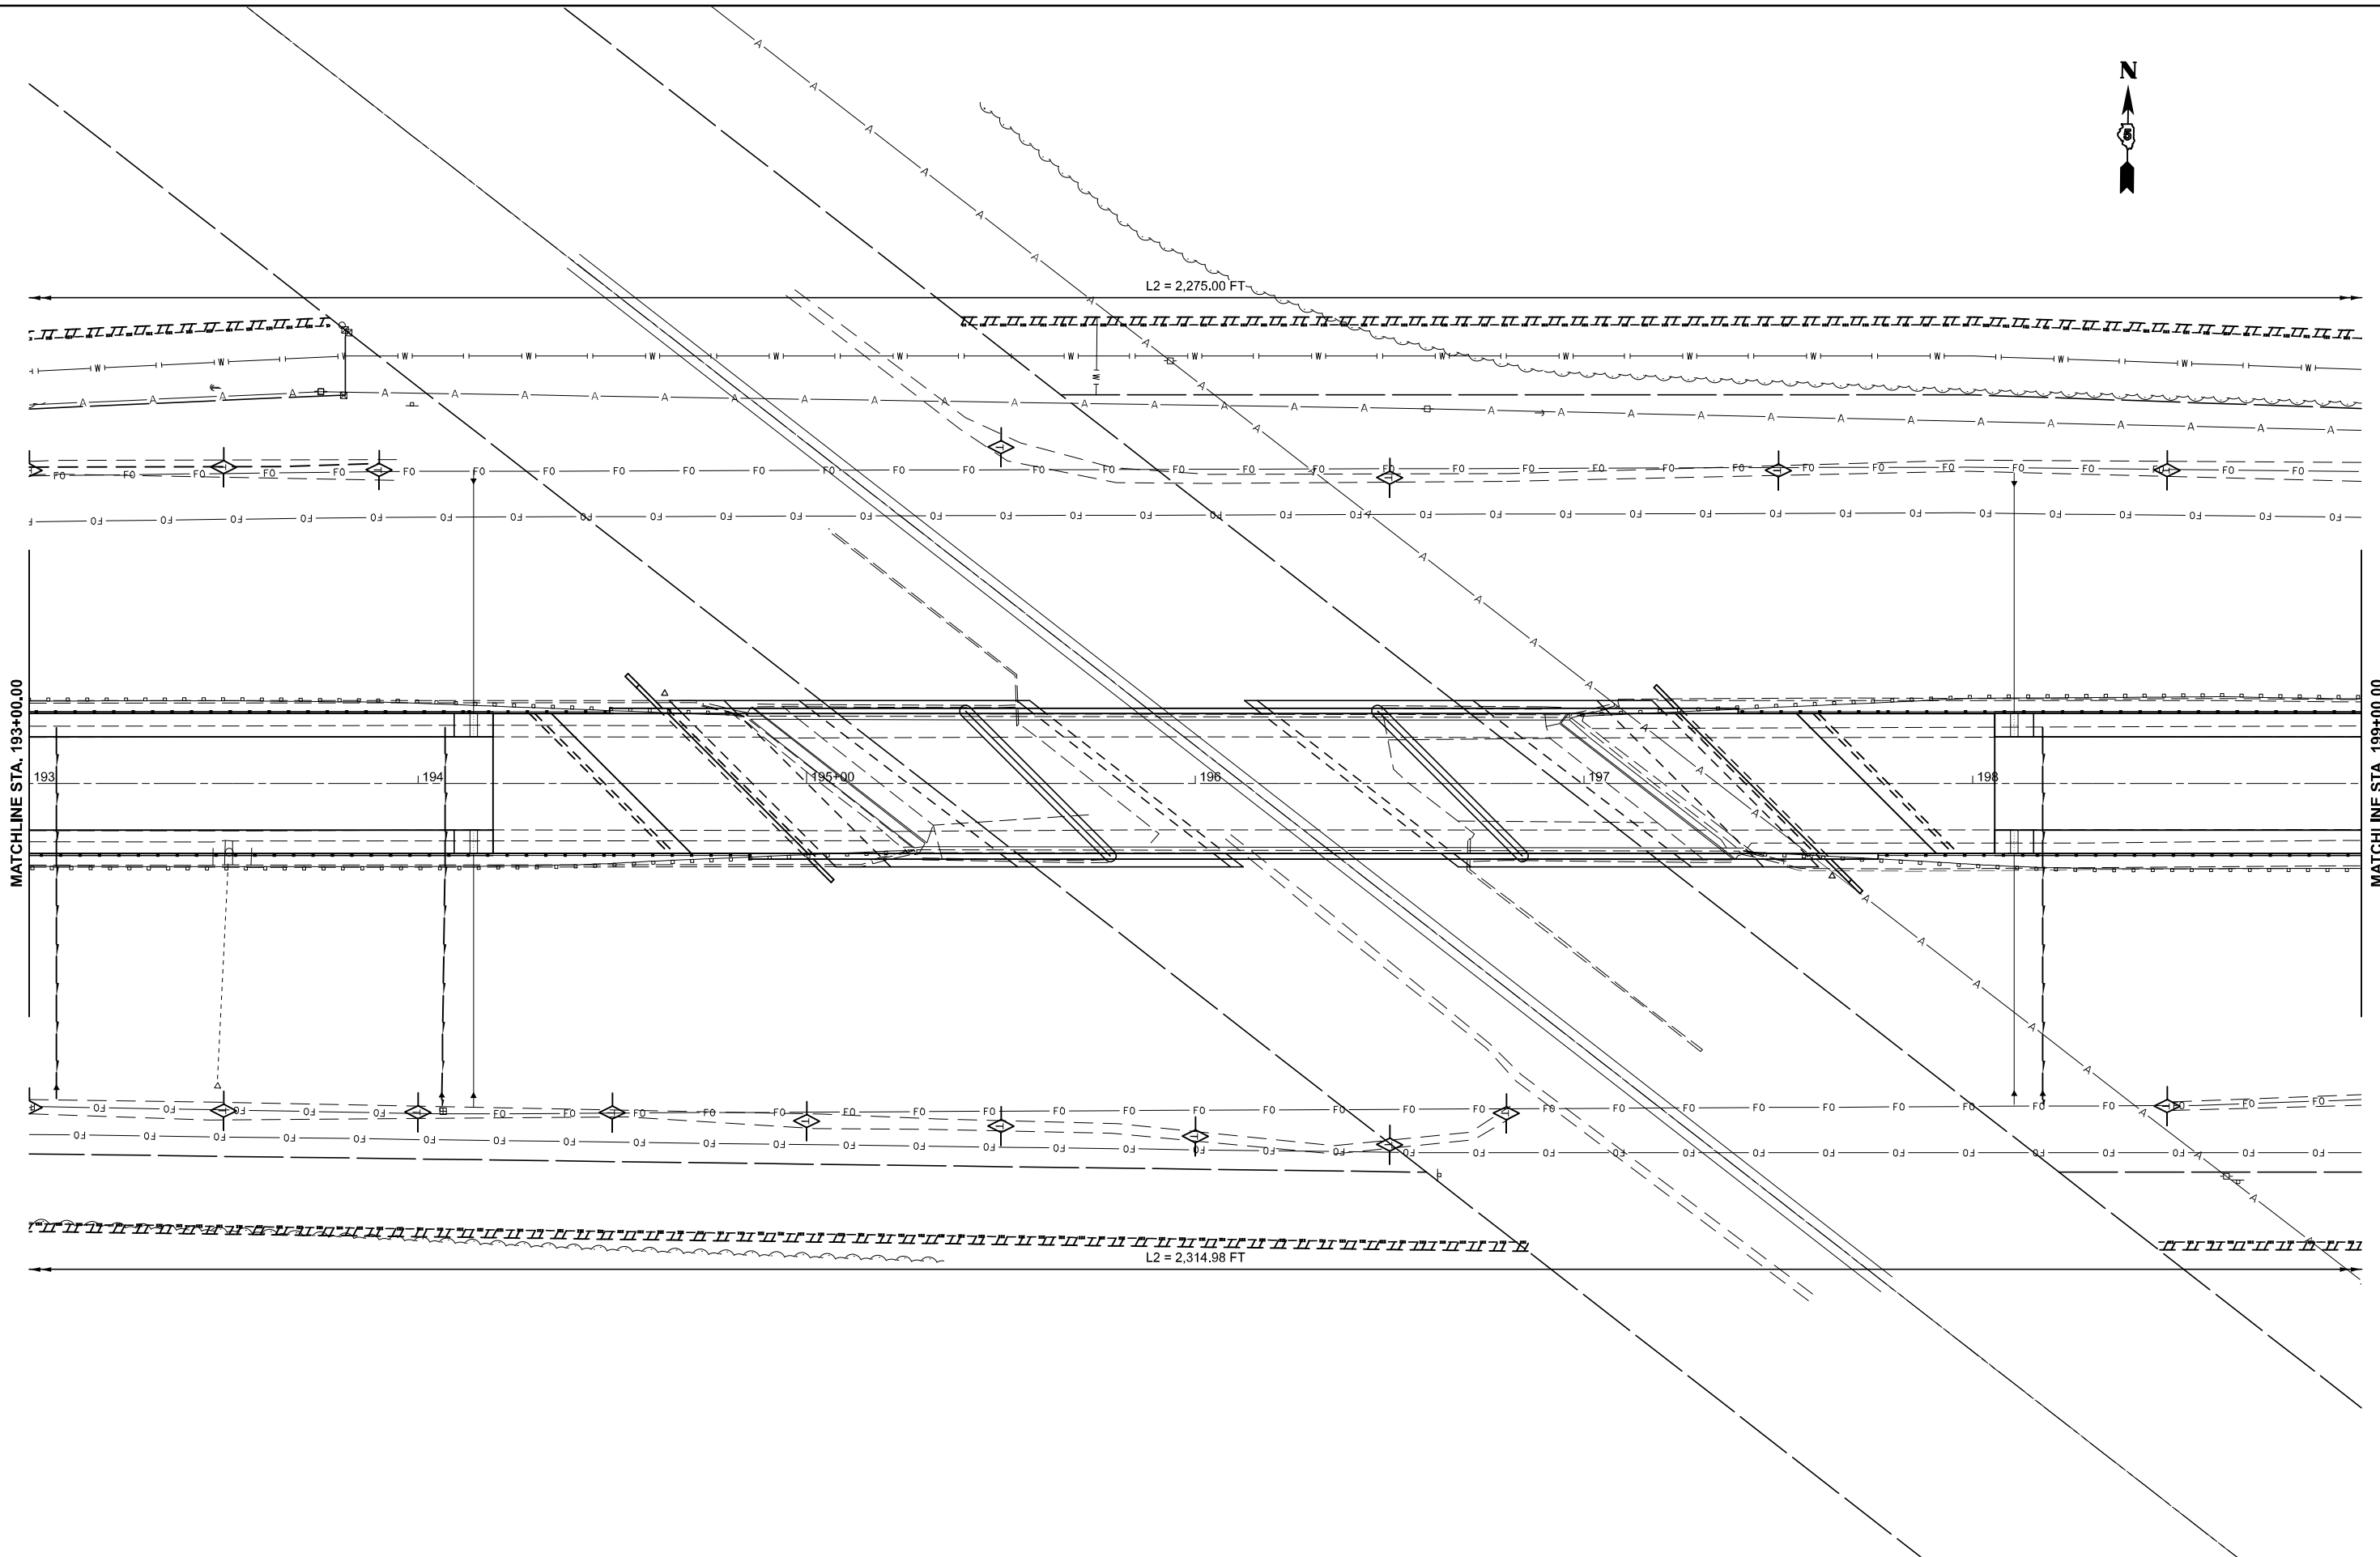 N
5
L2 = 2,275.00 FT
MATCHLINE STA. 193+00.00
193
194
195+00
196
197
198
MATCHLINE STA. 199+00.00
L2 = 2,314.98 FT